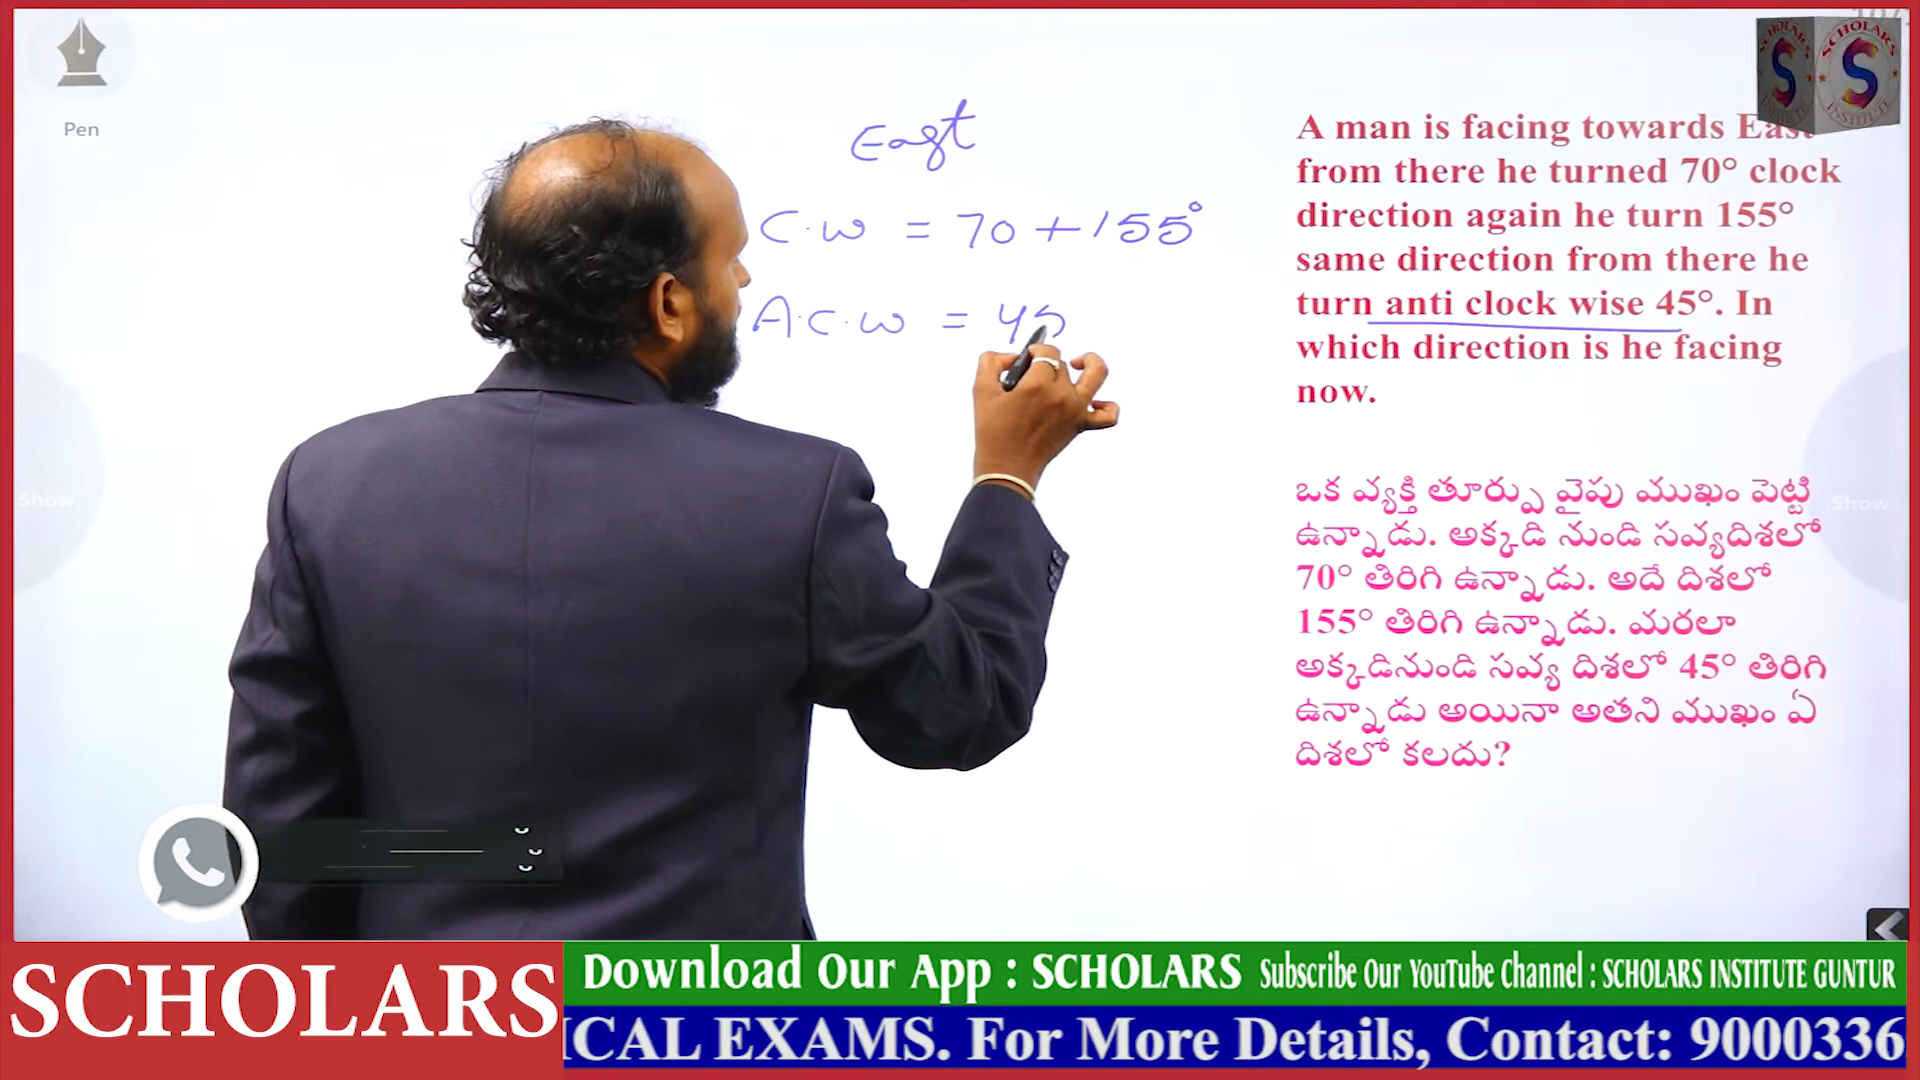 Pen
East
C.W = 70 + 155°
A.C.W = 45
SCHOLARS
INSTITUTE
A man is facing towards East
from there he turned 70° clock
direction again he turn 155°
same direction from there he
turn anti clock wise 45°. In
which direction is he facing
now.
Show
Show
ఒక వ్యక్తి తూర్పు వైపు ముఖం పెట్టి
ఉన్నాడు. అక్కడి నుండి సవ్యదిశలో
70° తిరిగి ఉన్నాడు. అదే దిశలో
155° తిరిగి ఉన్నాడు. మరలా
అక్కడినుండి సవ్య దిశలో 45° తిరిగి
ఉన్నాడు అయినా అతని ముఖం ఏ
దిశలో కలదు?
SCHOLARS
Download Our App : SCHOLARS Subscribe Our YouTube Channel : SCHOLARS INSTITUTE GUNTUR
ICAL EXAMS. For More Details, Contact: 9000336